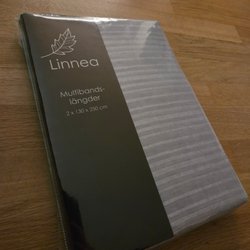 Linnea
Multibands-
längder
2 x 130 x 250 cm